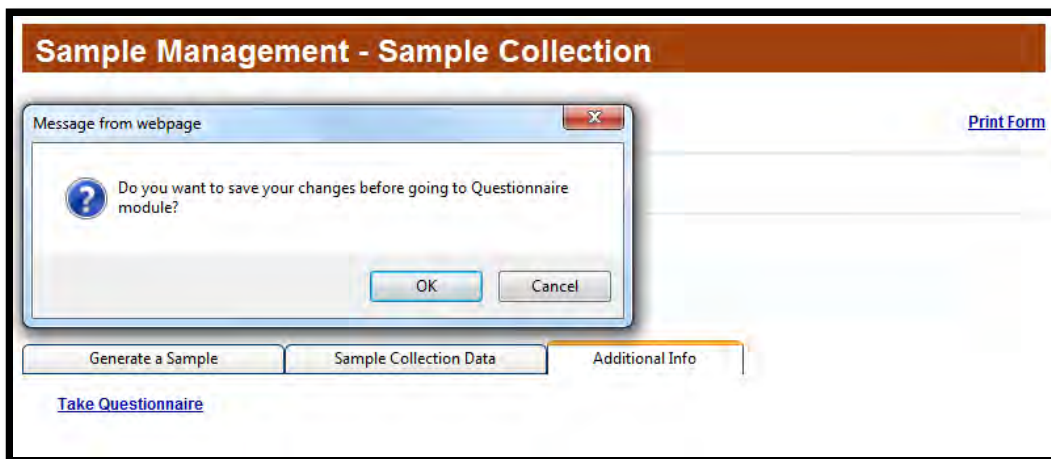 Sample Management - Sample Collection
Message from webpage
Print Form
Do you want to save your changes before going to Questionnaire
module?
OK Cancel
Generate a Sample Sample Collection Data Additional Info
Take Questionnaire